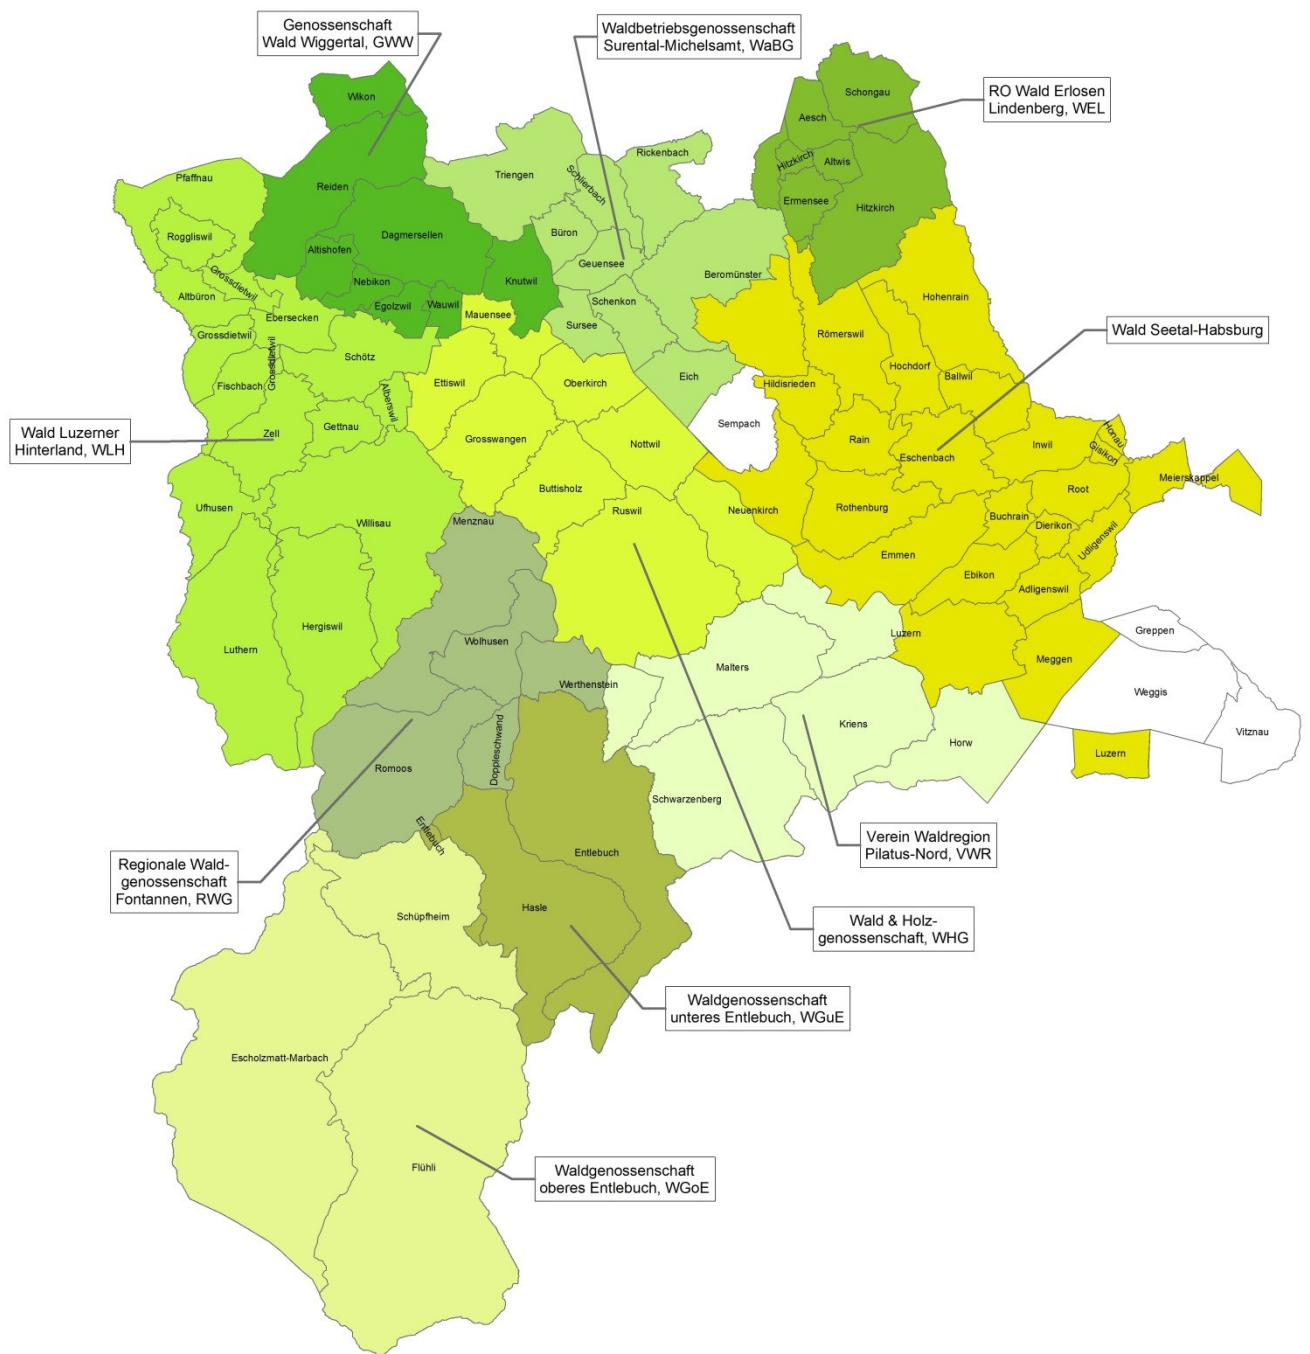 Genossenschaft
Wald Wiggertal, GWW
Waldbetriebsgenossenschaft
Surental-Michelsamt, WaBG
RO Wald Erlosen
Lindenberg, WEL
Wald Seetal-Habsburg
Wald Luzerner
Hinterland, WLH
Regionale Wald-
genossenschaft
Fontannen, RWG
Verein Waldregion
Pilatus-Nord, VWR
Wald & Holz-
genossenschaft, WHG
Waldgenossenschaft
unteres Entlebuch, WGuE
Waldgenossenschaft
oberes Entlebuch, WGoE
Wikon
Reiden
Dagmersellen
Altishofen
Nebikon
Egolzwil
Wauwil
Knutwil
Pfaffnau
Roggliswil
Grossdietwil
Altbüron
Ebersecken
Grossdietwil
Grossdietwil
Schötz
Fischbach
Alberswil
Gettnau
Zell
Ufhusen
Willisau
Hergiswil
Luthern
Triengen
Schlierbach
Rickenbach
Büron
Geuensee
Beromünster
Schenkon
Sursee
Eich
Schongau
Aesch
Hitzkirch
Altwis
Ermensee
Hitzkirch
Mauensee
Ettiswil
Oberkirch
Grosswangen
Nottwil
Buttisholz
Ruswil
Neuenkirch
Sempach
Hohenrain
Römerswil
Hochdorf
Ballwil
Hildisrieden
Rain
Eschenbach
Inwil
Honau
Gisikon
Meierskappel
Root
Rothenburg
Buchrain
Dierikon
Udligenswil
Emmen
Ebikon
Adligenswil
Luzern
Meggen
Greppen
Weggis
Vitznau
Luzern
Menznau
Wolhusen
Werthenstein
Doppleschwand
Romoos
Malters
Kriens
Horw
Schwarzenberg
Entlebuch
Entlebuch
Hasle
Schüpfheim
Escholzmatt-Marbach
Flühli